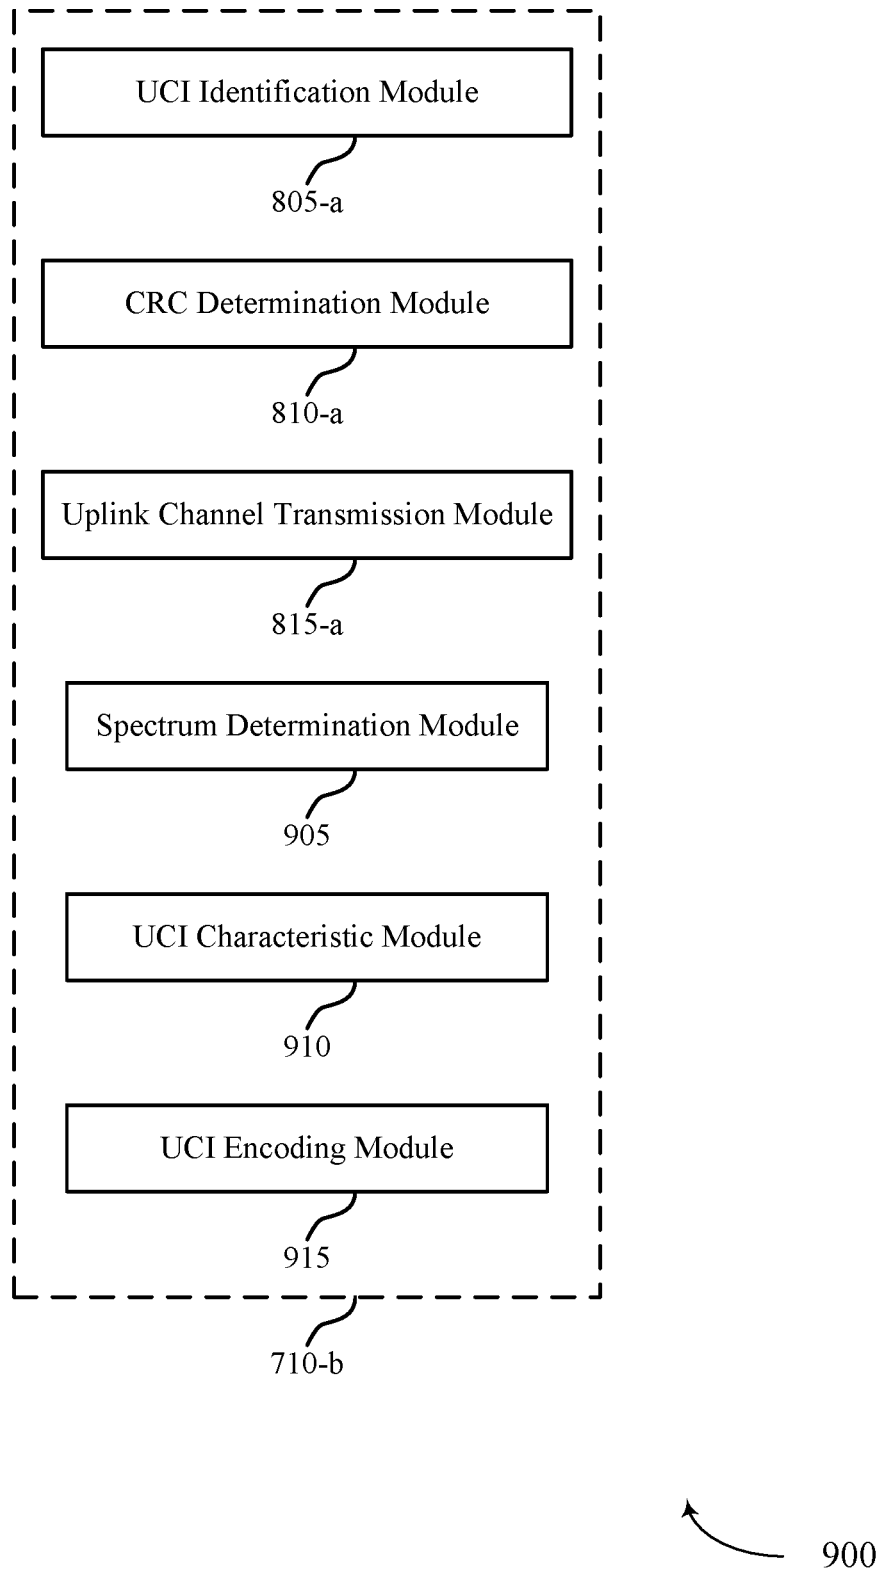 UCI Identification Module
805-a
CRC Determination Module
810-a
Uplink Channel Transmission Module
815-a
Spectrum Determination Module
905
UCI Characteristic Module
910
UCI Encoding Module
915
710-b
900